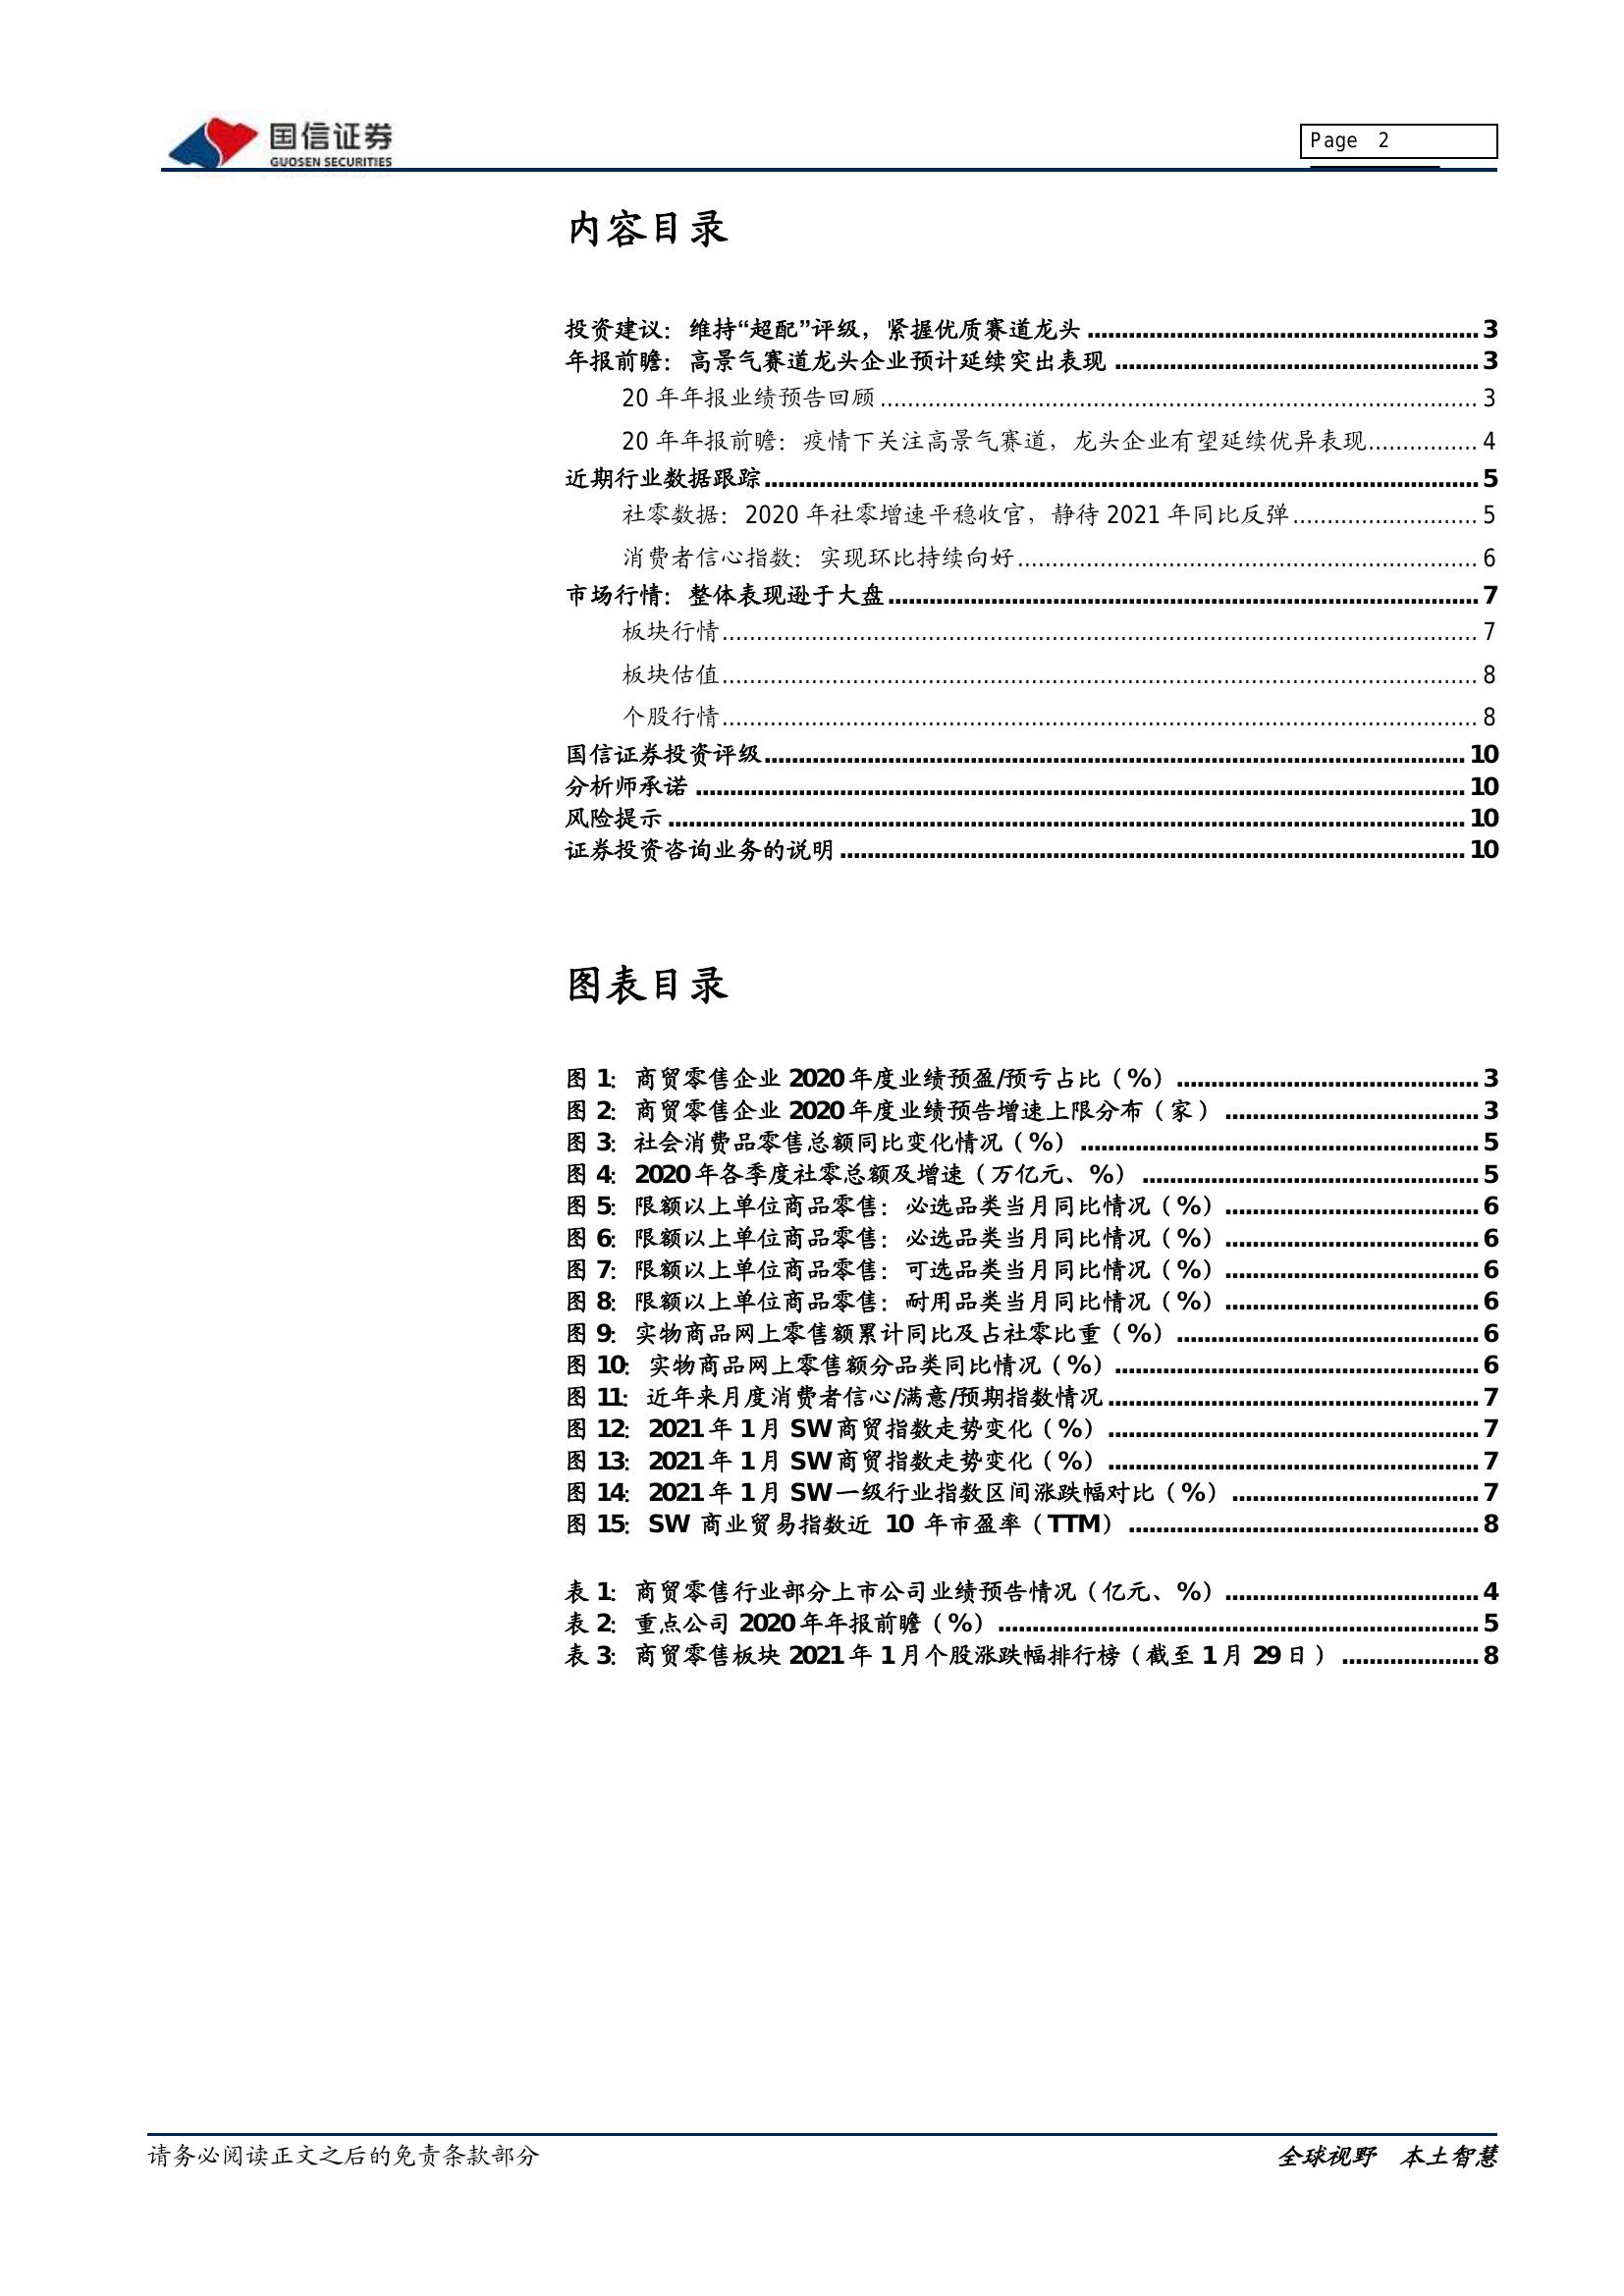 国信证券
GUOSEN SECURITIES
Page 2
内容目录
投资建议：维持“超配”评级，紧握优质赛道龙头 3
年报前瞻：高景气赛道龙头企业预计延续突出表现 3
20 年年报业绩预告回顾 3
20 年年报前瞻：疫情下关注高景气赛道，龙头企业有望延续优异表现 4
近期行业数据跟踪 5
社零数据：2020 年社零增速平稳收官，静待 2021 年同比反弹 5
消费者信心指数：实现环比持续向好 6
市场行情：整体表现逊于大盘 7
板块行情 7
板块估值 8
个股行情 8
国信证券投资评级 10
分析师承诺 10
风险提示 10
证券投资咨询业务的说明 10
图表目录
图 1：商贸零售企业 2020 年度业绩预盈/预亏占比（%） 3
图 2：商贸零售企业 2020 年度业绩预告增速上限分布（家） 3
图 3：社会消费品零售总额同比变化情况（%） 5
图 4：2020 年各季度社零总额及增速（万亿元、%） 5
图 5：限额以上单位商品零售：必选品类当月同比情况（%） 6
图 6：限额以上单位商品零售：必选品类当月同比情况（%） 6
图 7：限额以上单位商品零售：可选品类当月同比情况（%） 6
图 8：限额以上单位商品零售：耐用品类当月同比情况（%） 6
图 9：实物商品网上零售额累计同比及占社零比重（%） 6
图 10：实物商品网上零售额分品类同比情况（%） 6
图 11：近年来月度消费者信心/满意/预期指数情况 7
图 12：2021 年 1 月 SW 商贸指数走势变化（%） 7
图 13：2021 年 1 月 SW 商贸指数走势变化（%） 7
图 14：2021 年 1 月 SW 一级行业指数区间涨跌幅对比（%） 7
图 15：SW 商业贸易指数近 10 年市盈率（TTM） 8
表 1：商贸零售行业部分上市公司业绩预告情况（亿元、%） 4
表 2：重点公司 2020 年年报前瞻（%） 5
表 3：商贸零售板块 2021 年 1 月个股涨跌幅排行榜（截至 1 月 29 日） 8
请务必阅读正文之后的免责条款部分
全球视野 本土智慧